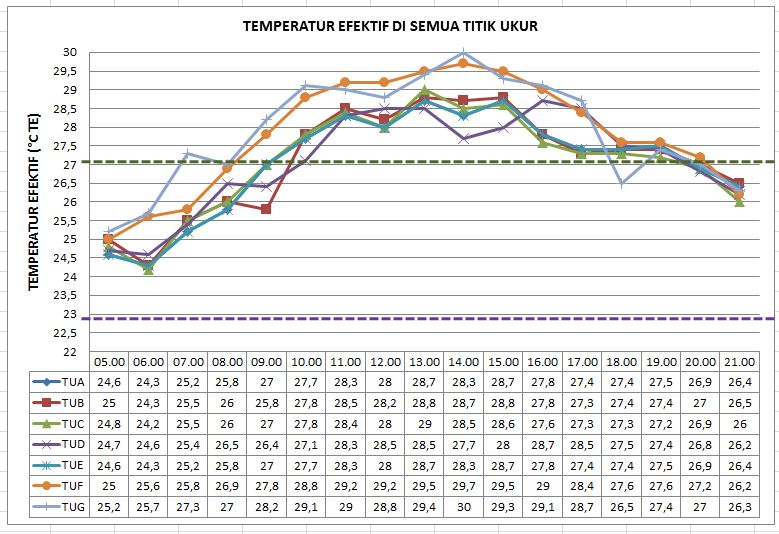 TEMPERATUR EFEKTIF DI SEMUA TITIK UKUR
TEMPERATUR EFEKTIF (°C TE)
30
29,5
29
28,5
28
27,5
27
26,5
26
25,5
25
24,5
24
23,5
23
22,5
22
05.00 06.00 07.00 08.00 09.00 10.00 11.00 12.00 13.00 14.00 15.00 16.00 17.00 18.00 19.00 20.00 21.00
TUA 24,6 24,3 25,2 25,8 27 27,7 28,3 28 28,7 28,3 28,7 27,8 27,4 27,4 27,5 26,9 26,4
TUB 25 24,3 25,5 26 25,8 27,8 28,5 28,2 28,8 28,7 28,8 27,8 27,3 27,4 27,4 27 26,5
TUC 24,8 24,2 25,5 26 27 27,8 28,4 28 29 28,5 28,6 27,6 27,3 27,3 27,2 26,9 26
TUD 24,7 24,6 25,4 26,5 26,4 27,1 28,3 28,5 28,5 27,7 28 28,7 28,5 27,5 27,4 26,8 26,2
TUE 24,6 24,3 25,2 25,8 27 27,7 28,3 28 28,7 28,3 28,7 27,8 27,4 27,4 27,5 26,9 26,4
TUF 25 25,6 25,8 26,9 27,8 28,8 29,2 29,2 29,5 29,7 29,5 29 28,4 27,6 27,6 27,2 26,2
TUG 25,2 25,7 27,3 27 28,2 29,1 29 28,8 29,4 30 29,3 29,1 28,7 26,5 27,4 27 26,3